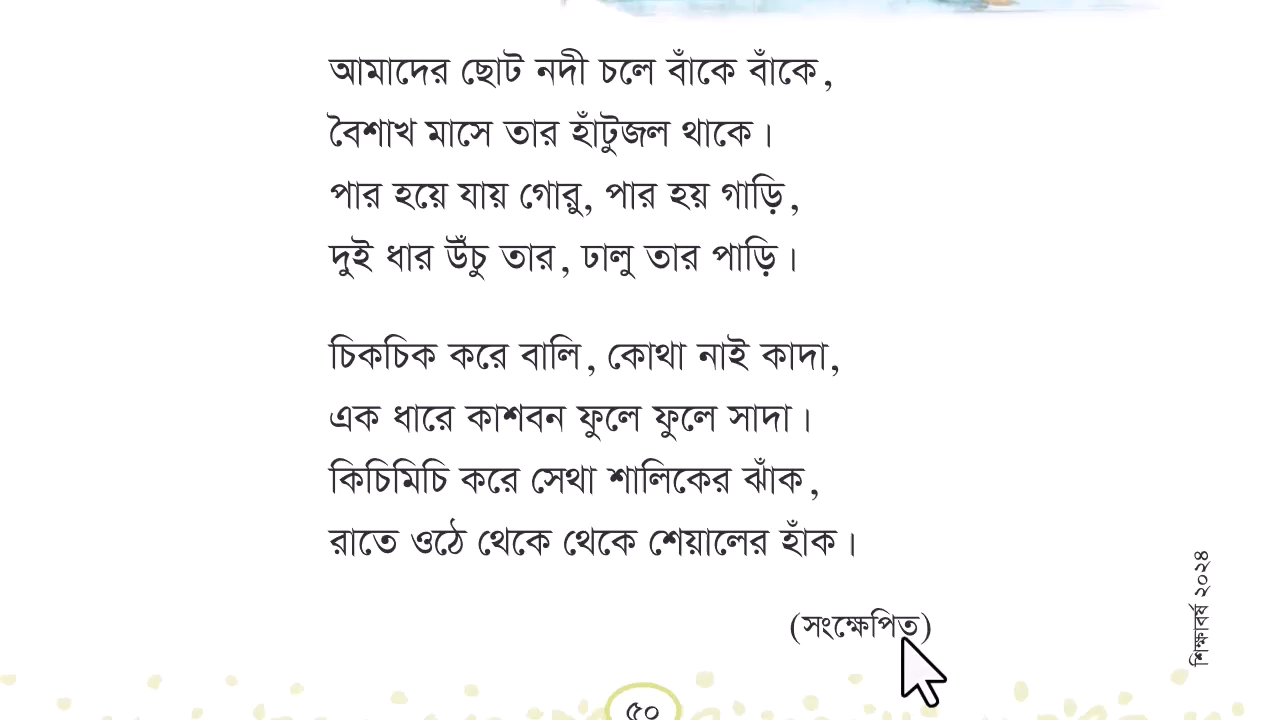 আমাদের ছোট নদী চলে বাঁকে বাঁকে,
বৈশাখ মাসে তার হাঁটুজল থাকে।
পার হয়ে যায় গোরু, পার হয় গাড়ি,
দুই ধার উঁচু তার, ঢালু তার পাড়ি।
চিকচিক করে বালি, কোথা নাই কাদা,
এক ধারে কাশবন ফুলে ফুলে সাদা।
কিচিমিচি করে সেথা শালিকের ঝাঁক,
রাতে ওঠে থেকে থেকে শেয়ালের হাঁক।
(সংক্ষেপিত)
শিক্ষাবর্ষ ২০২৪
৫০